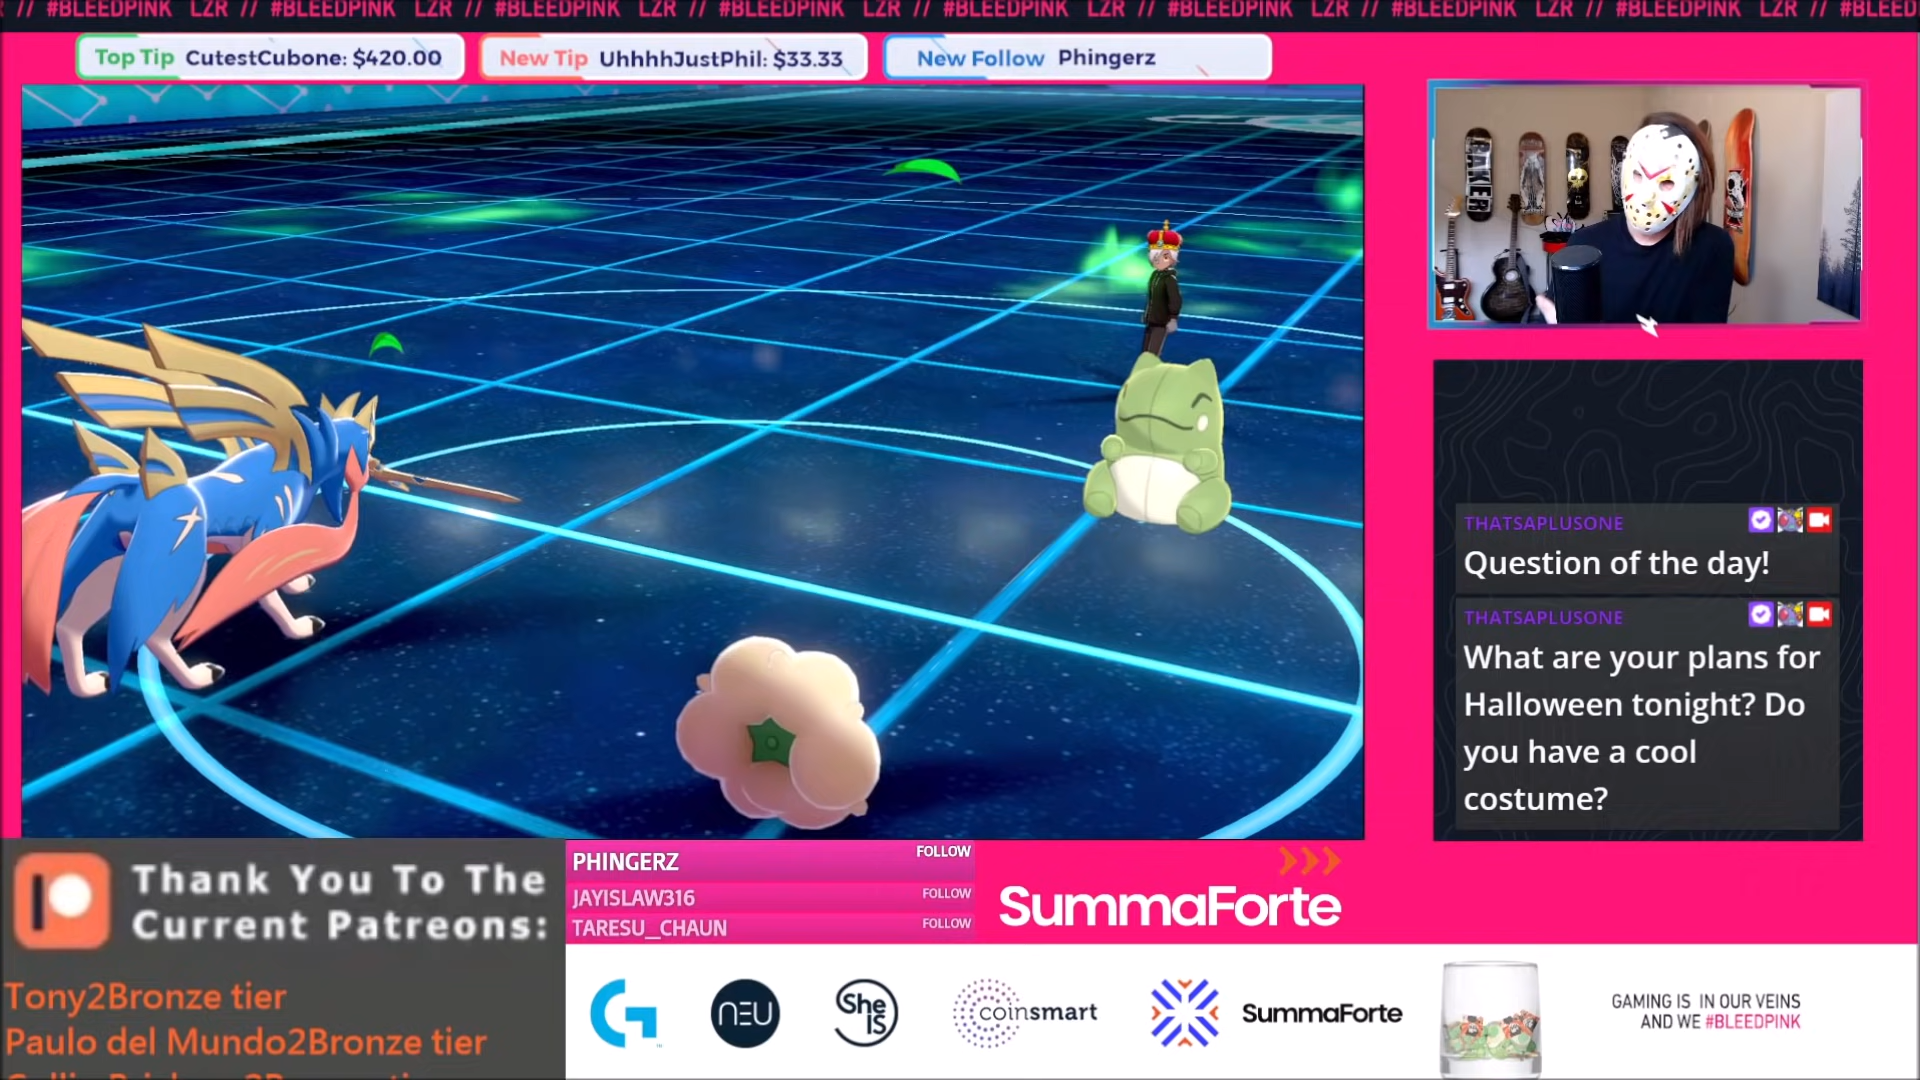 // #BLEEDPINK LZR // #BLEEDPINK LZR // #BLEEDPINK LZR // #BLEEDPINK LZR // #BLEEDPINK LZR // #BLEEDPINK LZR // #BLEEDPINK LZR // #BLEEDPINK LZR // #BLEED
Top Tip CutestCubone: $420.00
New Tip UhhhhJustPhil: $33.33
New Follow Phingerz
BAKER
THATSAPLUSONE
Question of the day!
THATSAPLUSONE
What are your plans for
Halloween tonight? Do
you have a cool
costume?
Thank You To The
Current Patreons:
Tony2Bronze tier
Paulo del Mundo2Bronze tier
PHINGERZ FOLLOW
JAYISLAW316 FOLLOW
TARESU_CHAUN FOLLOW
SummaForte
G
NEU
She
IS
coinsmart
SummaForte
GAMING IS IN OUR VEINS
AND WE #BLEEDPINK